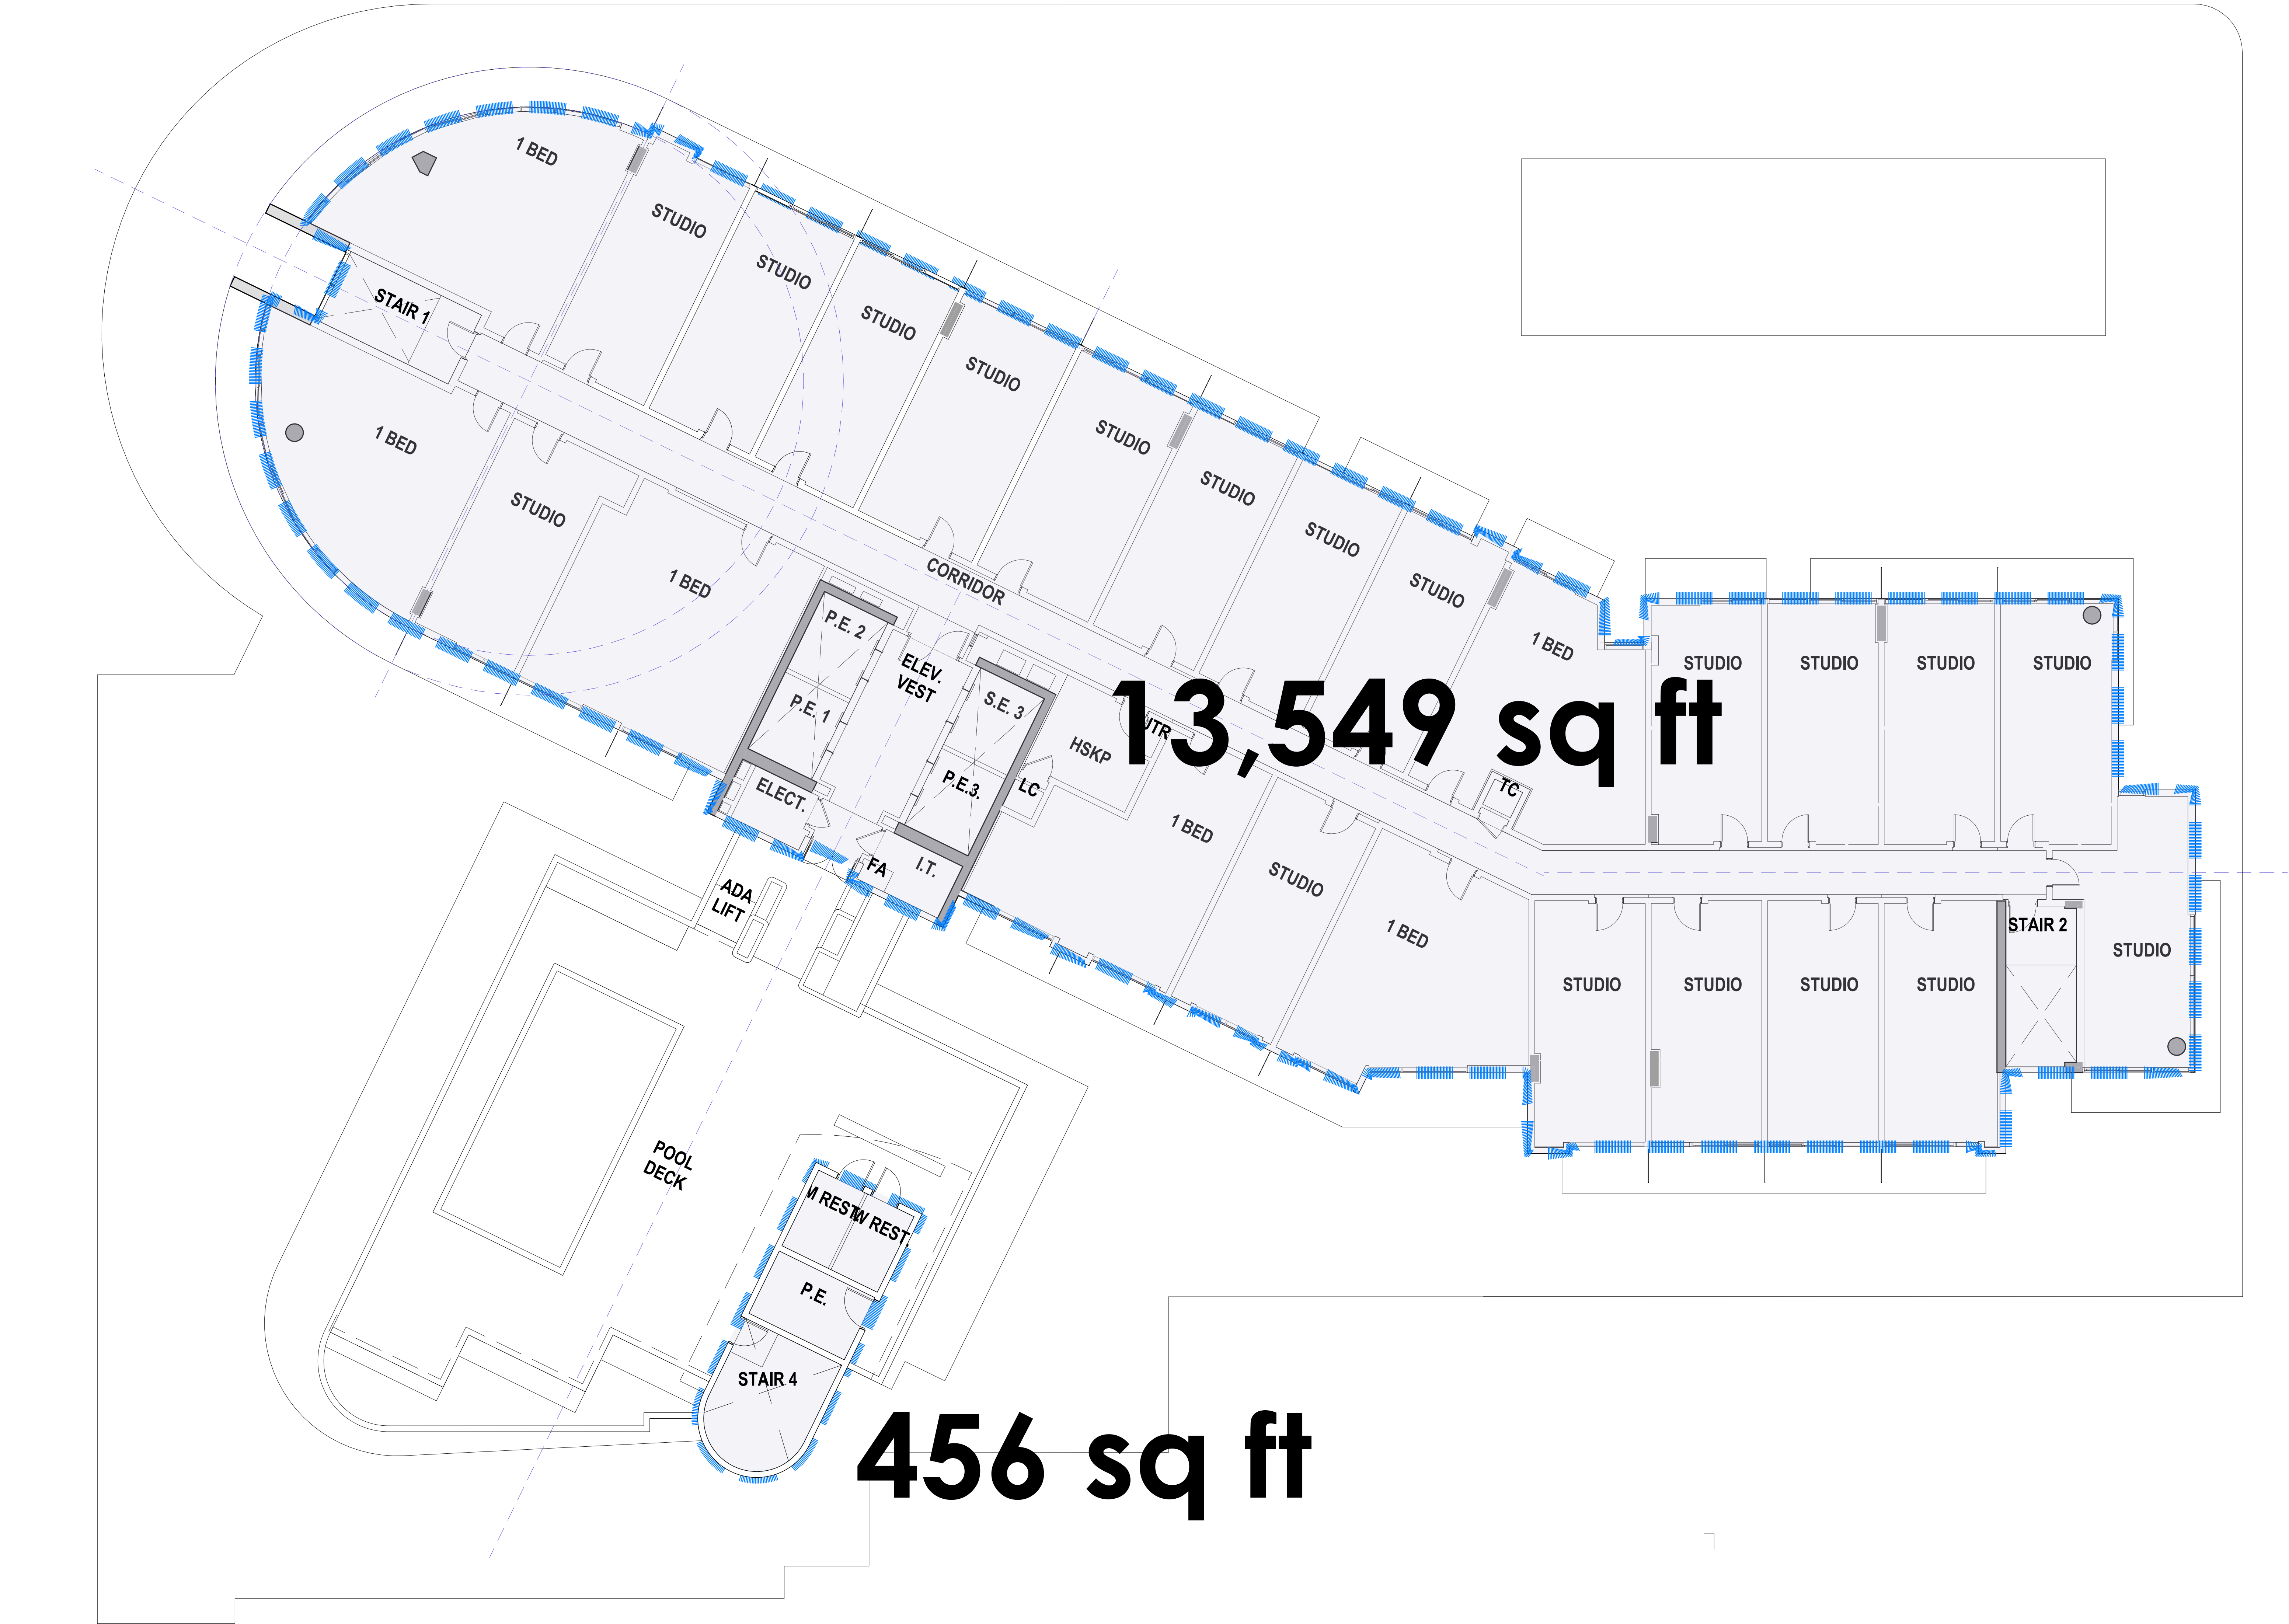 1 BED
STUDIO
STUDIO
STUDIO
STUDIO
STUDIO
STUDIO
STUDIO
STUDIO
1 BED
STAIR 1
1 BED
STUDIO
1 BED
CORRIDOR
P.E. 2
P.E. 1
ELEV.
VEST
S.E. 3
P.E.3.
ELECT.
FA
I.T.
LC
HSKP
UTR
13,549 sq ft
TC
STUDIO
STUDIO
STUDIO
STUDIO
1 BED
STUDIO
1 BED
STUDIO
STUDIO
STUDIO
STUDIO
STAIR 2
STUDIO
ADA
LIFT
POOL
DECK
M REST.
W REST.
P.E.
STAIR 4
456 sq ft